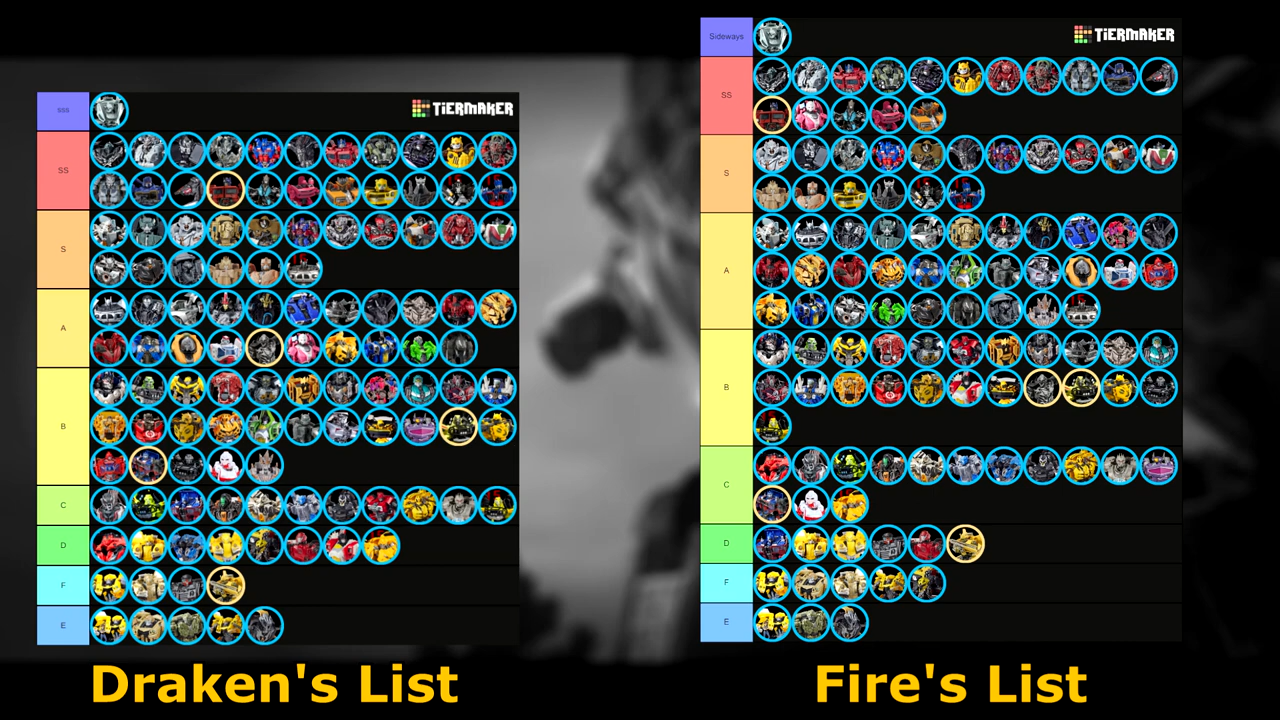 sss
TIERMAKER
SS
S
A
B
C
D
F
E
Draken's List
Sideways
TIERMAKER
SS
S
A
B
C
D
F
E
Fire's List